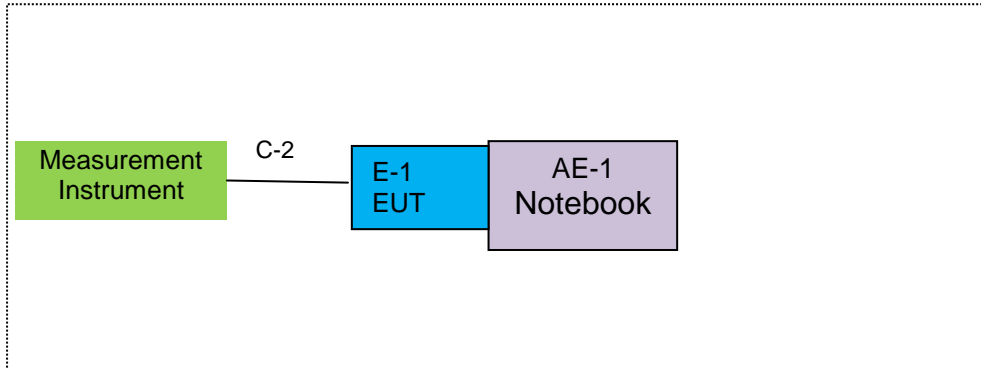 Measurement
Instrument
C-2
E-1
EUT
AE-1
Notebook